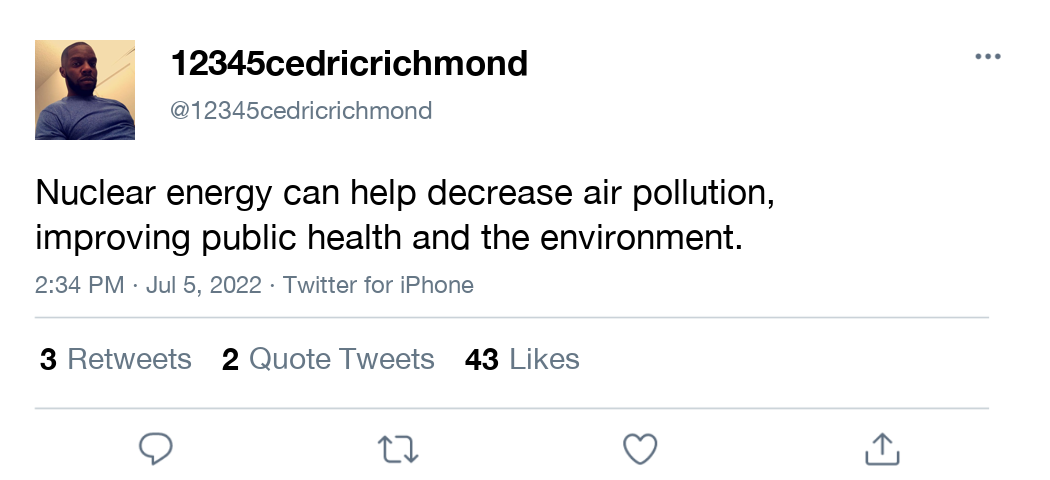 12345cedricrichmond
@12345cedricrichmond
Nuclear energy can help decrease air pollution,
improving public health and the environment.
2:34 PM · Jul 5, 2022 · Twitter for iPhone
3 Retweets 2 Quote Tweets 43 Likes